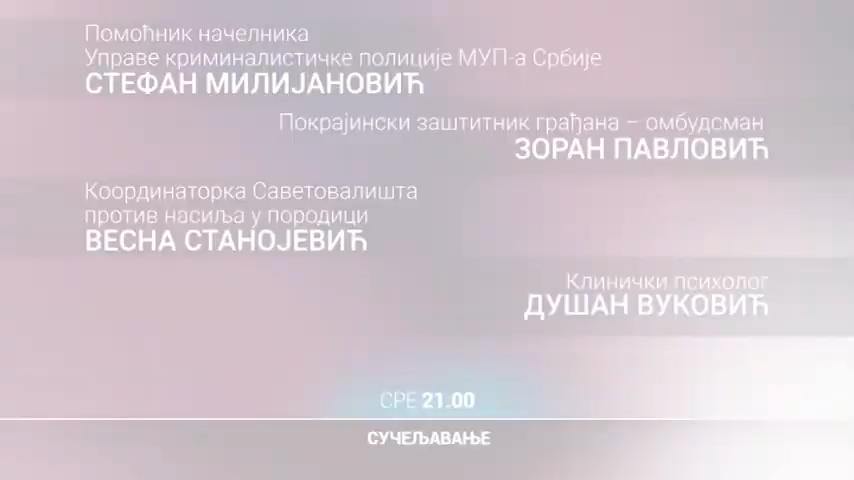 Помоћник начелника
Управе криминалистичке полиције МУП-а Србије
СТЕФАН МИЛИЈАНОВИЋ
Покрајински заштитник грађана – омбудсман
ЗОРАН ПАВЛОВИЋ
Координаторка Саветовалишта
против насиља у породици
ВЕСНА СТАНОЈЕВИЋ
Клинички психолог
ДУШАН ВУКОВИЋ
СРЕ 21.00
СУЧЕЉАВАЊЕ